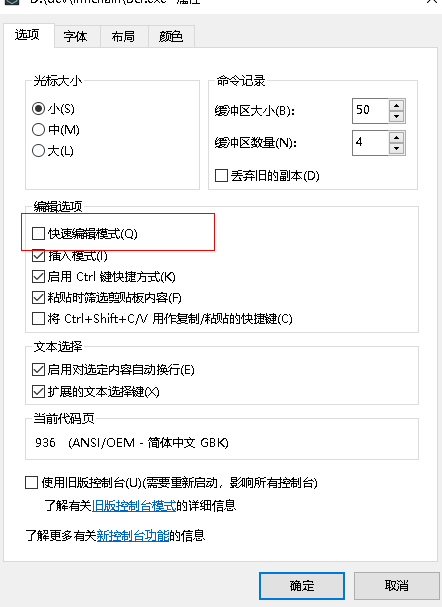 选项 字体 布局 颜色
光标大小
小(S)
中(M)
大(L)
命令记录
缓冲区大小(B): 50
缓冲区数量(N): 4
丢弃旧的副本(D)
编辑选项
快速编辑模式(Q)
插入模式(I)
启用 Ctrl 键快捷方式(K)
粘贴时筛选剪贴板内容(F)
将 Ctrl+Shift+C/V 用作复制/粘贴的快捷键(C)
文本选择
启用对选定内容自动换行(E)
扩展的文本选择键(X)
当前代码页
936 (ANSI/OEM - 简体中文 GBK)
使用旧版控制台(U)(需要重新启动，影响所有控制台)
了解有关旧版控制台模式的详细信息
了解更多有关新控制台功能的信息
确定 取消